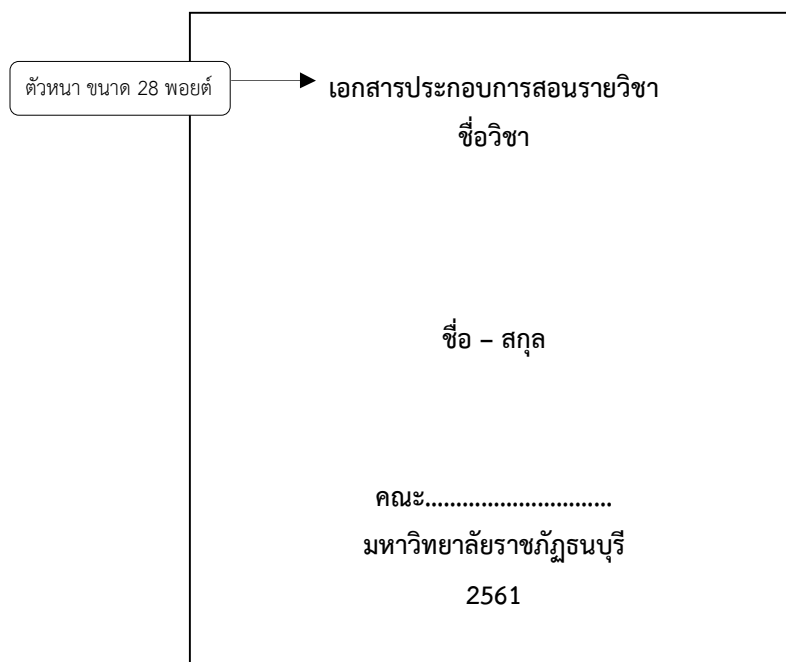 ตัวหนา ขนาด 28 พอยต์
เอกสารประกอบการสอนรายวิชา
ชื่อวิชา
ชื่อ – สกุล
คณะ..............................
มหาวิทยาลัยราชภัฏธนบุรี
2561